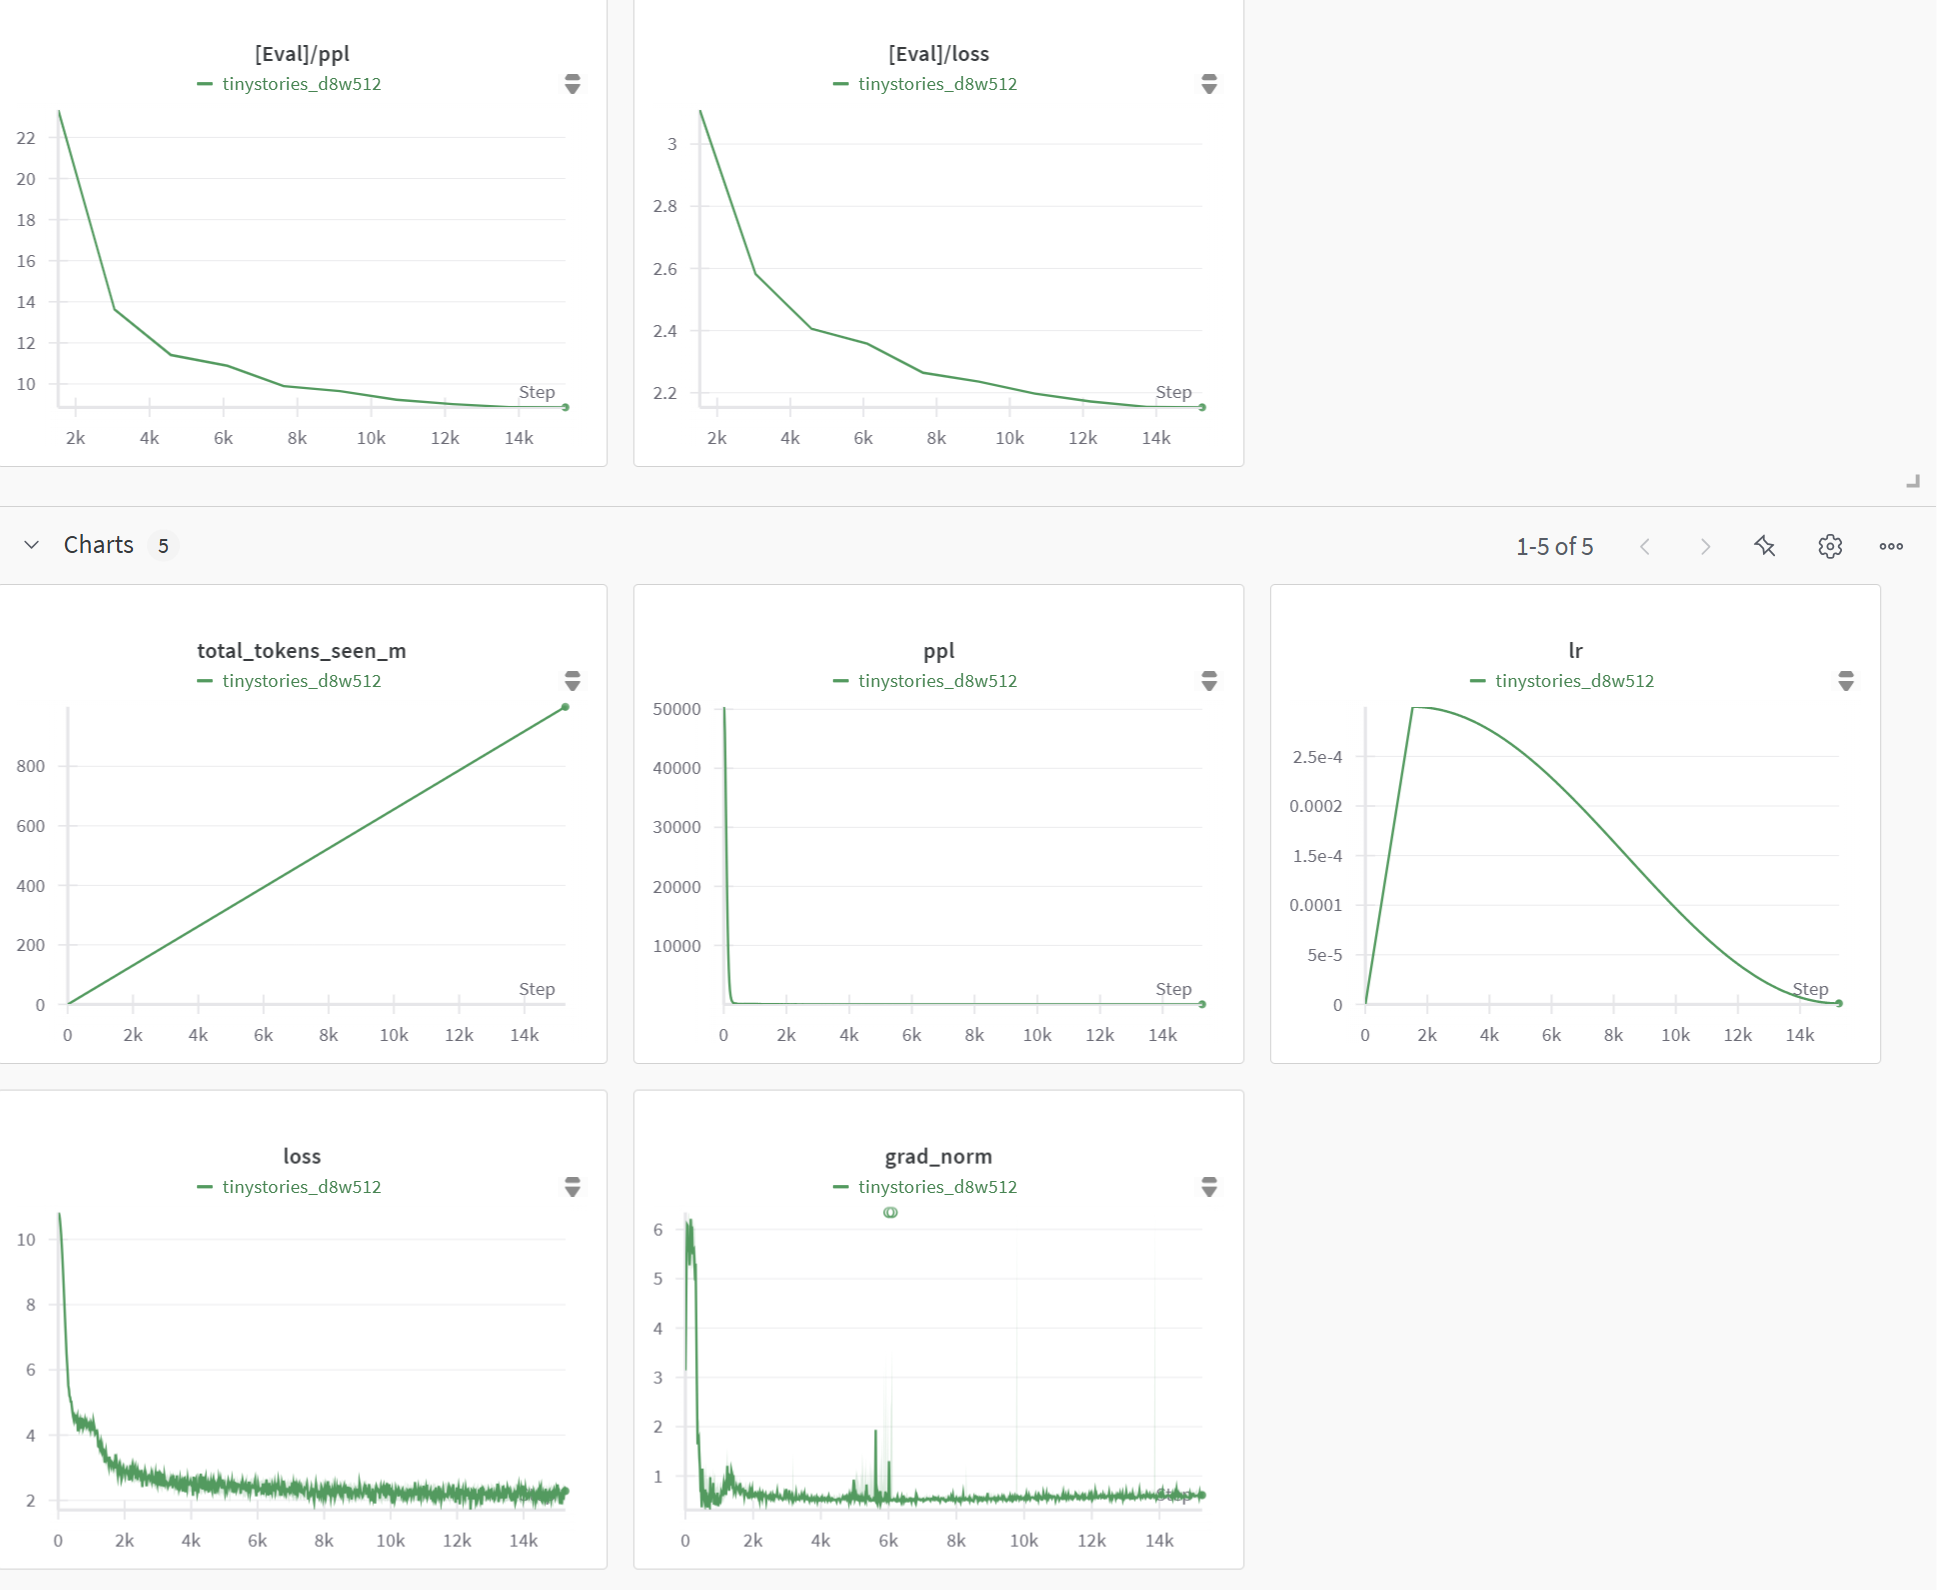 [Eval]/ppl
tinystories_d8w512
22
20
18
16
14
12
10
Step
2k 4k 6k 8k 10k 12k 14k
[Eval]/loss
tinystories_d8w512
3
2.8
2.6
2.4
2.2
Step
2k 4k 6k 8k 10k 12k 14k
Charts 5
1-5 of 5
total_tokens_seen_m
tinystories_d8w512
800
600
400
200
0
Step
0 2k 4k 6k 8k 10k 12k 14k
ppl
tinystories_d8w512
50000
40000
30000
20000
10000
Step
0 2k 4k 6k 8k 10k 12k 14k
lr
tinystories_d8w512
2.5e-4
0.0002
1.5e-4
0.0001
5e-5
0
Step
0 2k 4k 6k 8k 10k 12k 14k
loss
tinystories_d8w512
10
8
6
4
2
Step
0 2k 4k 6k 8k 10k 12k 14k
grad_norm
tinystories_d8w512
6
5
4
3
2
1
Step
0 2k 4k 6k 8k 10k 12k 14k